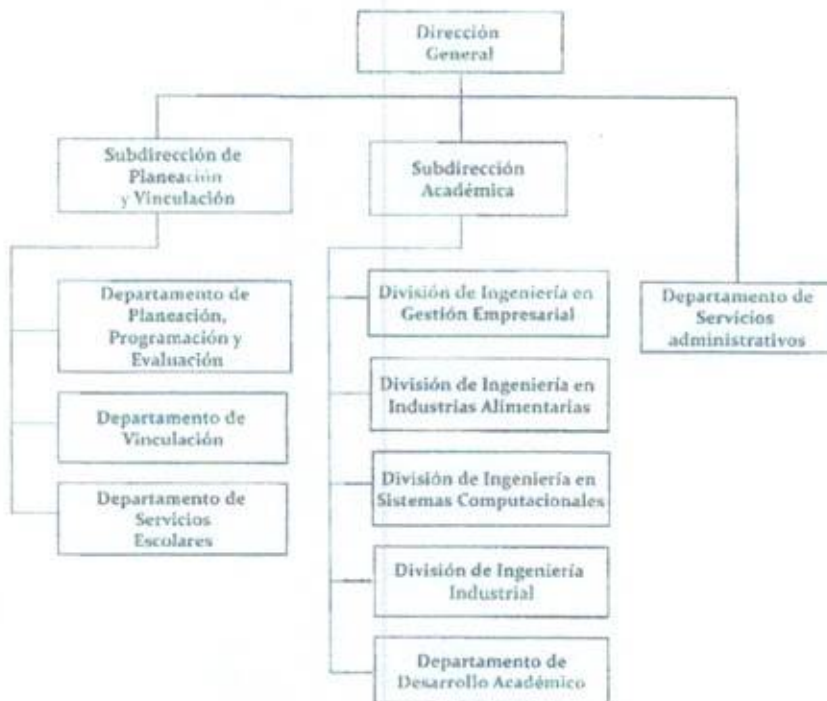 Dirección
General
Subdirección de
Planeación
y Vinculación
Subdirección
Académica
Departamento de
Planeación,
Programación y
Evaluación
Departamento de
Vinculación
Departamento de
Servicios
Escolares
División de Ingeniería en
Gestión Empresarial
División de Ingeniería en
Industrias Alimentarias
División de Ingeniería en
Sistemas Computacionales
División de Ingeniería
Industrial
Departamento de
Desarrollo Académico
Departamento de
Servicios
administrativos